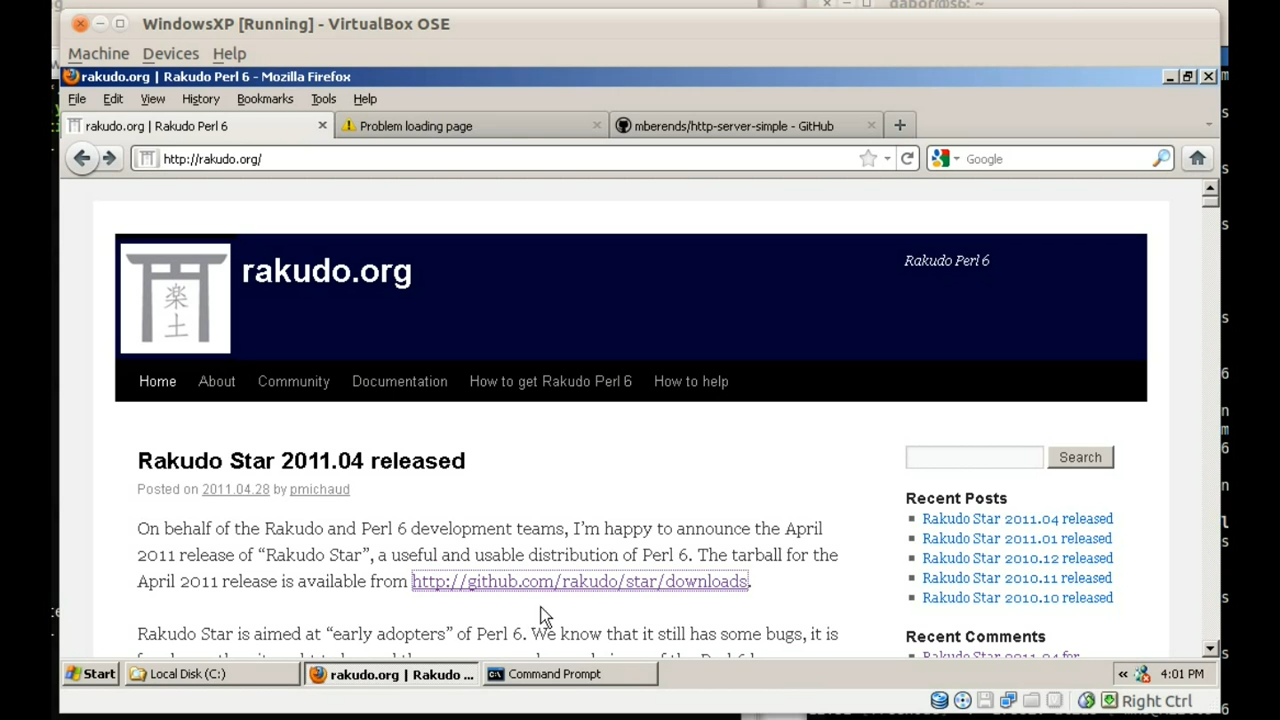 gabor@s6: ~
WindowsXP [Running] - VirtualBox OSE
Machine Devices Help
rakudo.org | Rakudo Perl 6 - Mozilla Firefox
File Edit View History Bookmarks Tools Help
rakudo.org | Rakudo Perl 6 Problem loading page mberends/http-server-simple - GitHub
http://rakudo.org/ Google
rakudo.org
Rakudo Perl 6
楽
土
Home About Community Documentation How to get Rakudo Perl 6 How to help
Rakudo Star 2011.04 released
Posted on 2011.04.28 by pmichaud
On behalf of the Rakudo and Perl 6 development teams, I'm happy to announce the April
2011 release of “Rakudo Star”, a useful and usable distribution of Perl 6. The tarball for the
April 2011 release is available from http://github.com/rakudo/star/downloads.
Rakudo Star is aimed at “early adopters” of Perl 6. We know that it still has some bugs, it is
Search
Recent Posts
Rakudo Star 2011.04 released
Rakudo Star 2011.01 released
Rakudo Star 2010.12 released
Rakudo Star 2010.11 released
Rakudo Star 2010.10 released
Recent Comments
Rakudo Star 2011.04 for
Start Local Disk (C:) rakudo.org | Rakudo ... Command Prompt « 4:01 PM
Right Ctrl